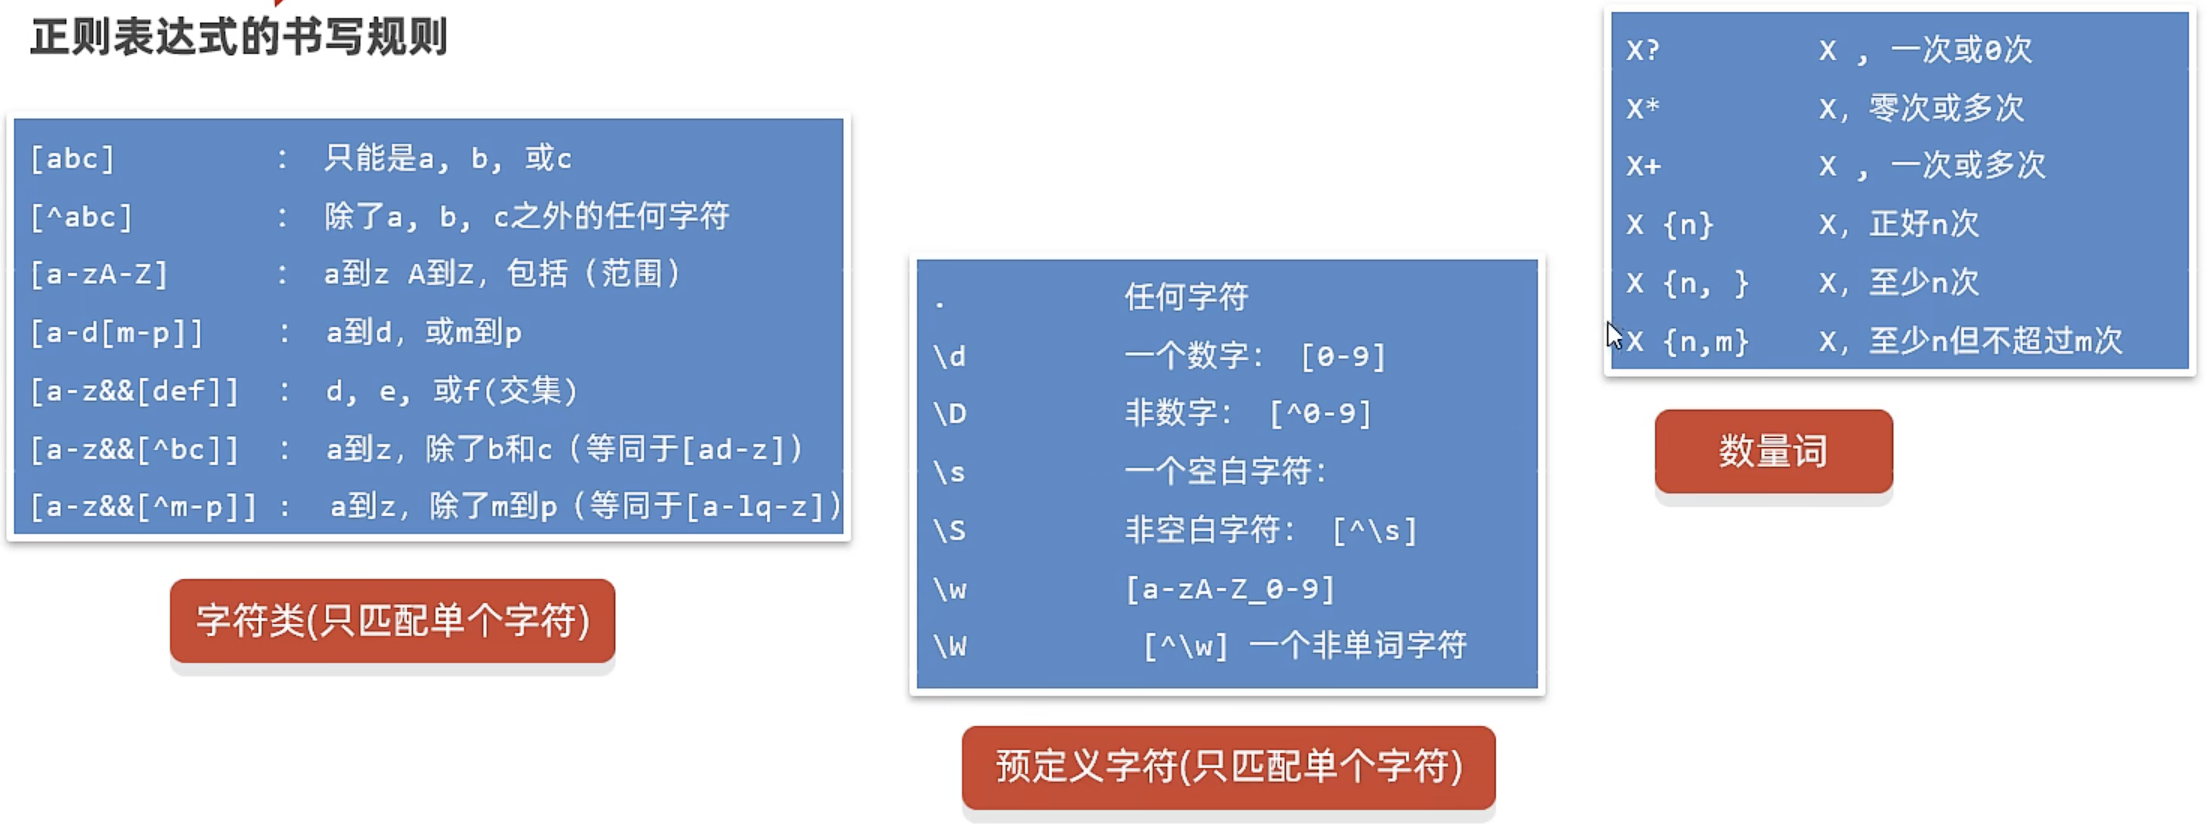 正则表达式的书写规则
[abc] : 只能是a, b, 或c
[^abc] : 除了a, b, c之外的任何字符
[a-zA-Z] : a到z A到Z，包括（范围）
[a-d[m-p]] : a到d，或m到p
[a-z&&[def]] : d, e, 或f(交集)
[a-z&&[^bc]] : a到z，除了b和c（等同于[ad-z]）
[a-z&&[^m-p]] : a到z，除了m到p（等同于[a-lq-z]）
字符类(只匹配单个字符)
. 任何字符
\d 一个数字： [0-9]
\D 非数字： [^0-9]
\s 一个空白字符：
\S 非空白字符： [^\s]
\w [a-zA-Z_0-9]
\W [^\w] 一个非单词字符
预定义字符(只匹配单个字符)
X? X , 一次或0次
X* X，零次或多次
X+ X , 一次或多次
X {n} X，正好n次
X {n, } X，至少n次
X {n,m} X，至少n但不超过m次
数量词